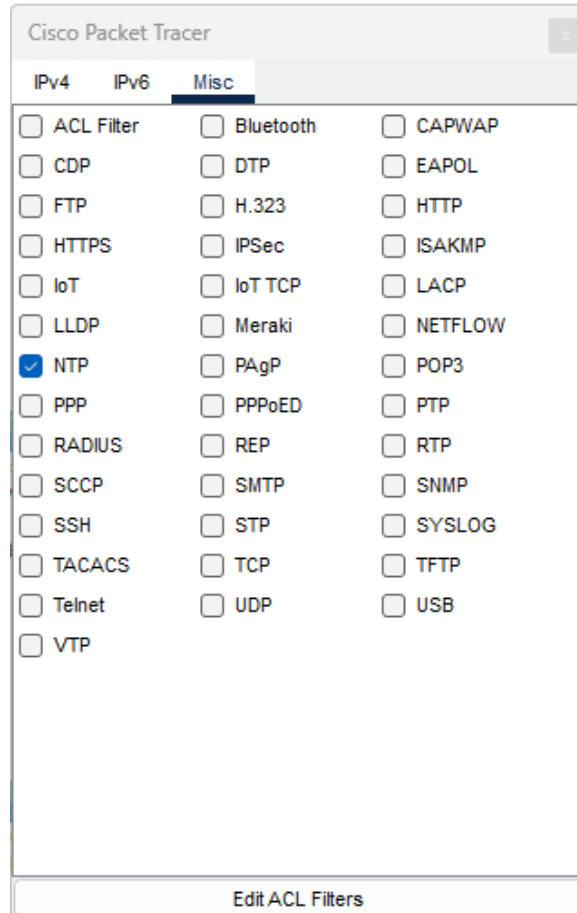 Cisco Packet Tracer
x
IPv4 IPv6 Misc
ACL Filter Bluetooth CAPWAP
CDP DTP EAPOL
FTP H.323 HTTP
HTTPS IPSec ISAKMP
IoT IoT TCP LACP
LLDP Meraki NETFLOW
NTP PAgP POP3
PPP PPPoED PTP
RADIUS REP RTP
SCCP SMTP SNMP
SSH STP SYSLOG
TACACS TCP TFTP
Telnet UDP USB
VTP
Edit ACL Filters